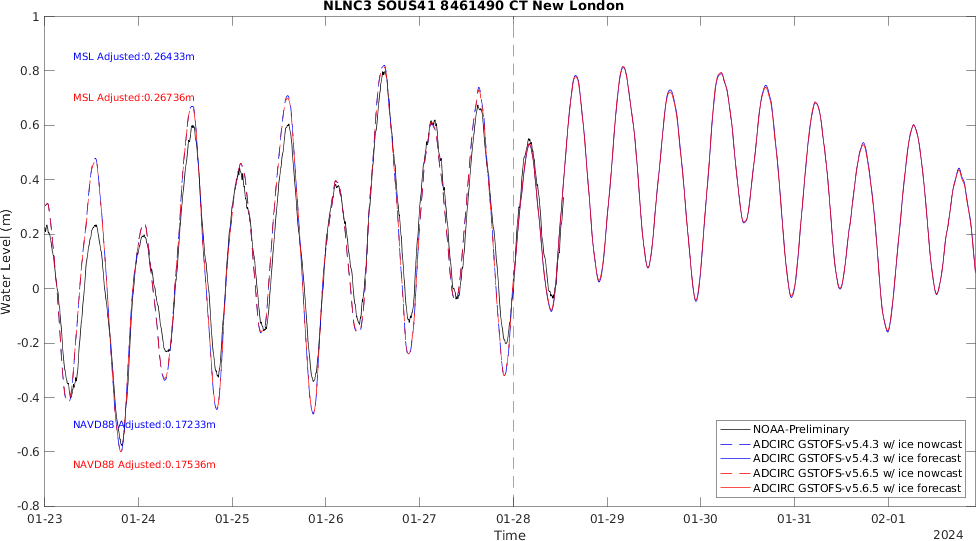 NLNC3 SOUS41 8461490 CT New London
1
0.8
0.6
0.4
0.2
0
-0.2
-0.4
-0.6
-0.8
Water Level (m)
MSL Adjusted:0.26433m
MSL Adjusted:0.26736m
NAVD88 Adjusted:0.17233m
NAVD88 Adjusted:0.17536m
NOAA-Preliminary
ADCIRC GSTOFS-v5.4.3 w/ ice nowcast
ADCIRC GSTOFS-v5.4.3 w/ ice forecast
ADCIRC GSTOFS-v5.6.5 w/ ice nowcast
ADCIRC GSTOFS-v5.6.5 w/ ice forecast
01-23 01-24 01-25 01-26 01-27 01-28 01-29 01-30 01-31 02-01
Time
2024